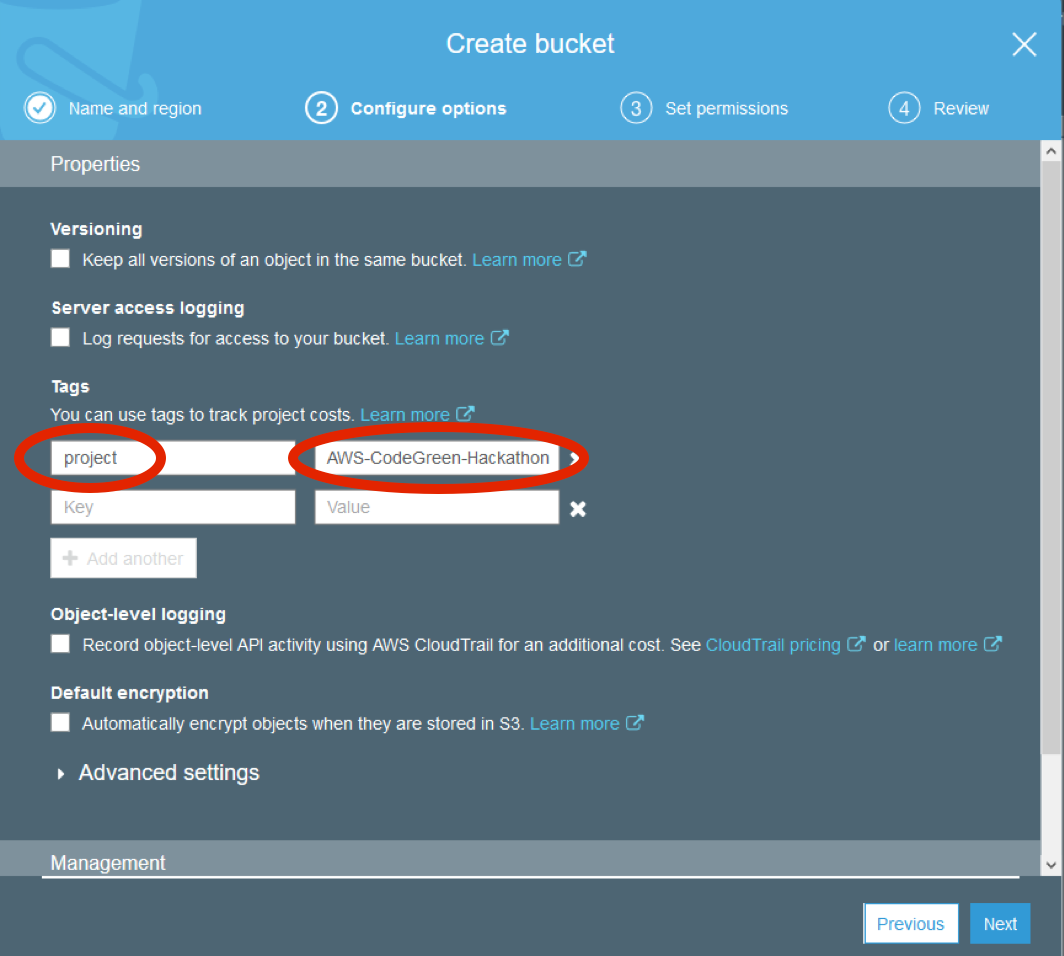 Create bucket
Name and region
2 Configure options
3 Set permissions
4 Review
Properties
Versioning
Keep all versions of an object in the same bucket. Learn more
Server access logging
Log requests for access to your bucket. Learn more
Tags
You can use tags to track project costs. Learn more
project AWS-CodeGreen-Hackathon
Key Value
Add another
Object-level logging
Record object-level API activity using AWS CloudTrail for an additional cost. See CloudTrail pricing or learn more
Default encryption
Automatically encrypt objects when they are stored in S3. Learn more
Advanced settings
Management
Previous Next